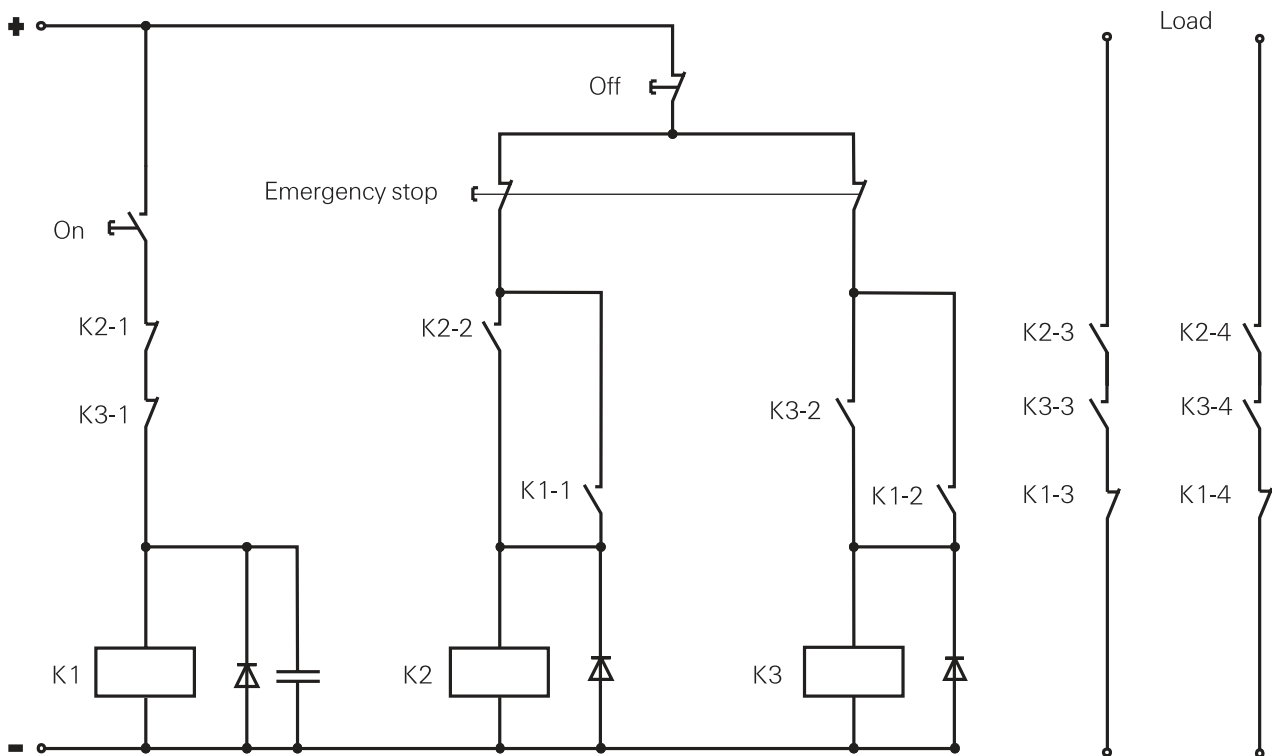 +
Load
Off
Emergency stop
On
K2-1
K2-2
K2-3
K2-4
K3-1
K3-2
K3-3
K3-4
K1-1
K1-2
K1-3
K1-4
K1
K2
K3
-